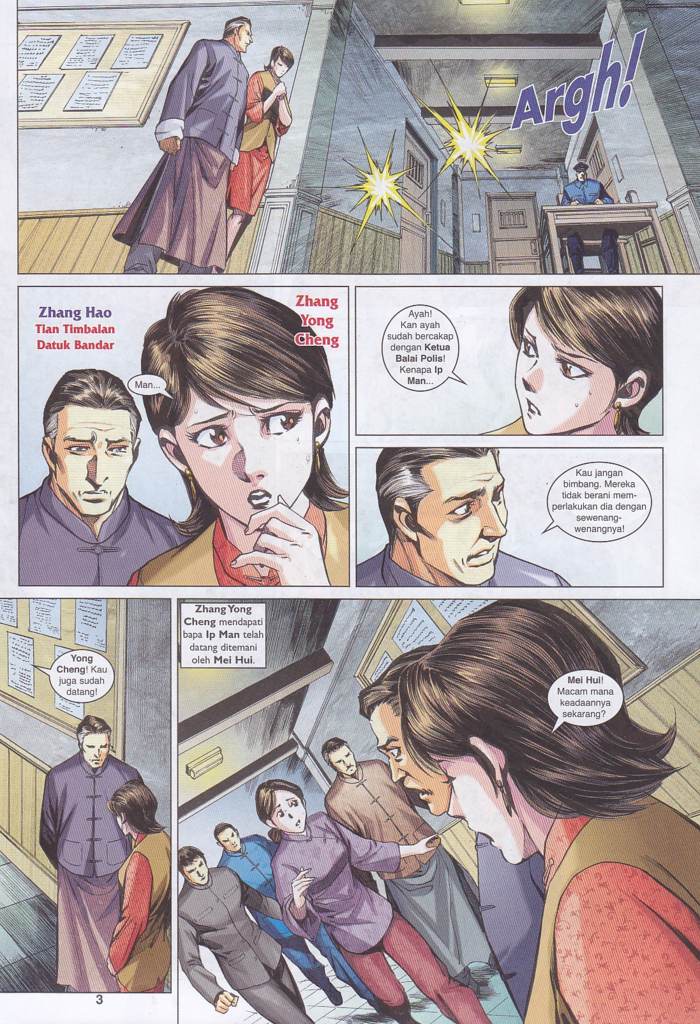 Argh!
Zhang Hao
Tian Timbalan
Datuk Bandar
Zhang
Yong
Cheng
Man...
Ayah!
Kan ayah
sudah bercakap
dengan Ketua
Balai Polis!
Kenapa Ip
Man...
Kau jangan
bimbang. Mereka
tidak berani mem-
perlakukan dia dengan
sewenang-
wenangnya!
Yong
Cheng! Kau
juga sudah
datang!
Zhang Yong
Cheng mendapati
bapa Ip Man telah
datang ditemani
oleh Mei Hui.
Mei Hui!
Macam mana
keadaannya
sekarang?
3